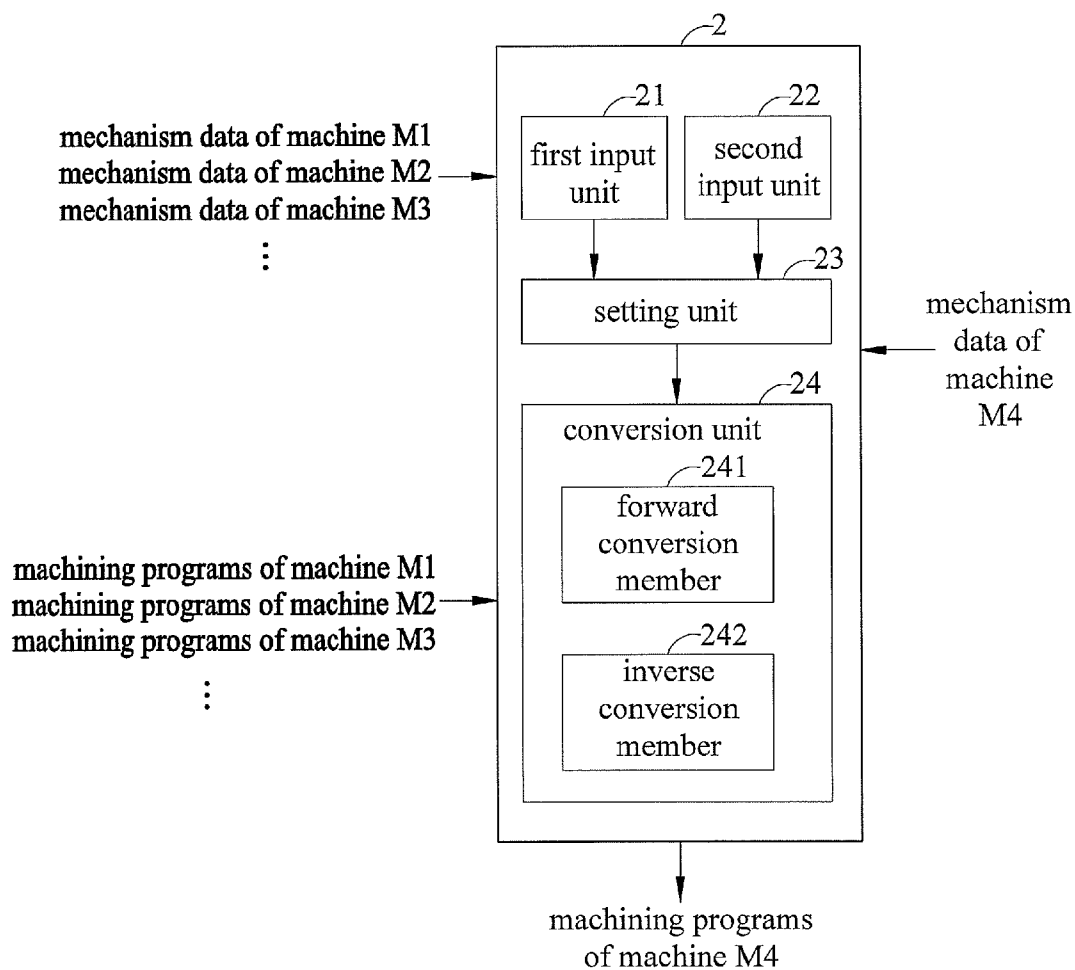 2
21
22
first input
unit
second
input unit
mechanism data of machine M1
mechanism data of machine M2
mechanism data of machine M3
⋮
23
setting unit
mechanism
data of
machine
M4
24
conversion unit
241
forward
conversion
member
machining programs of machine M1
machining programs of machine M2
machining programs of machine M3
⋮
242
inverse
conversion
member
machining programs
of machine M4